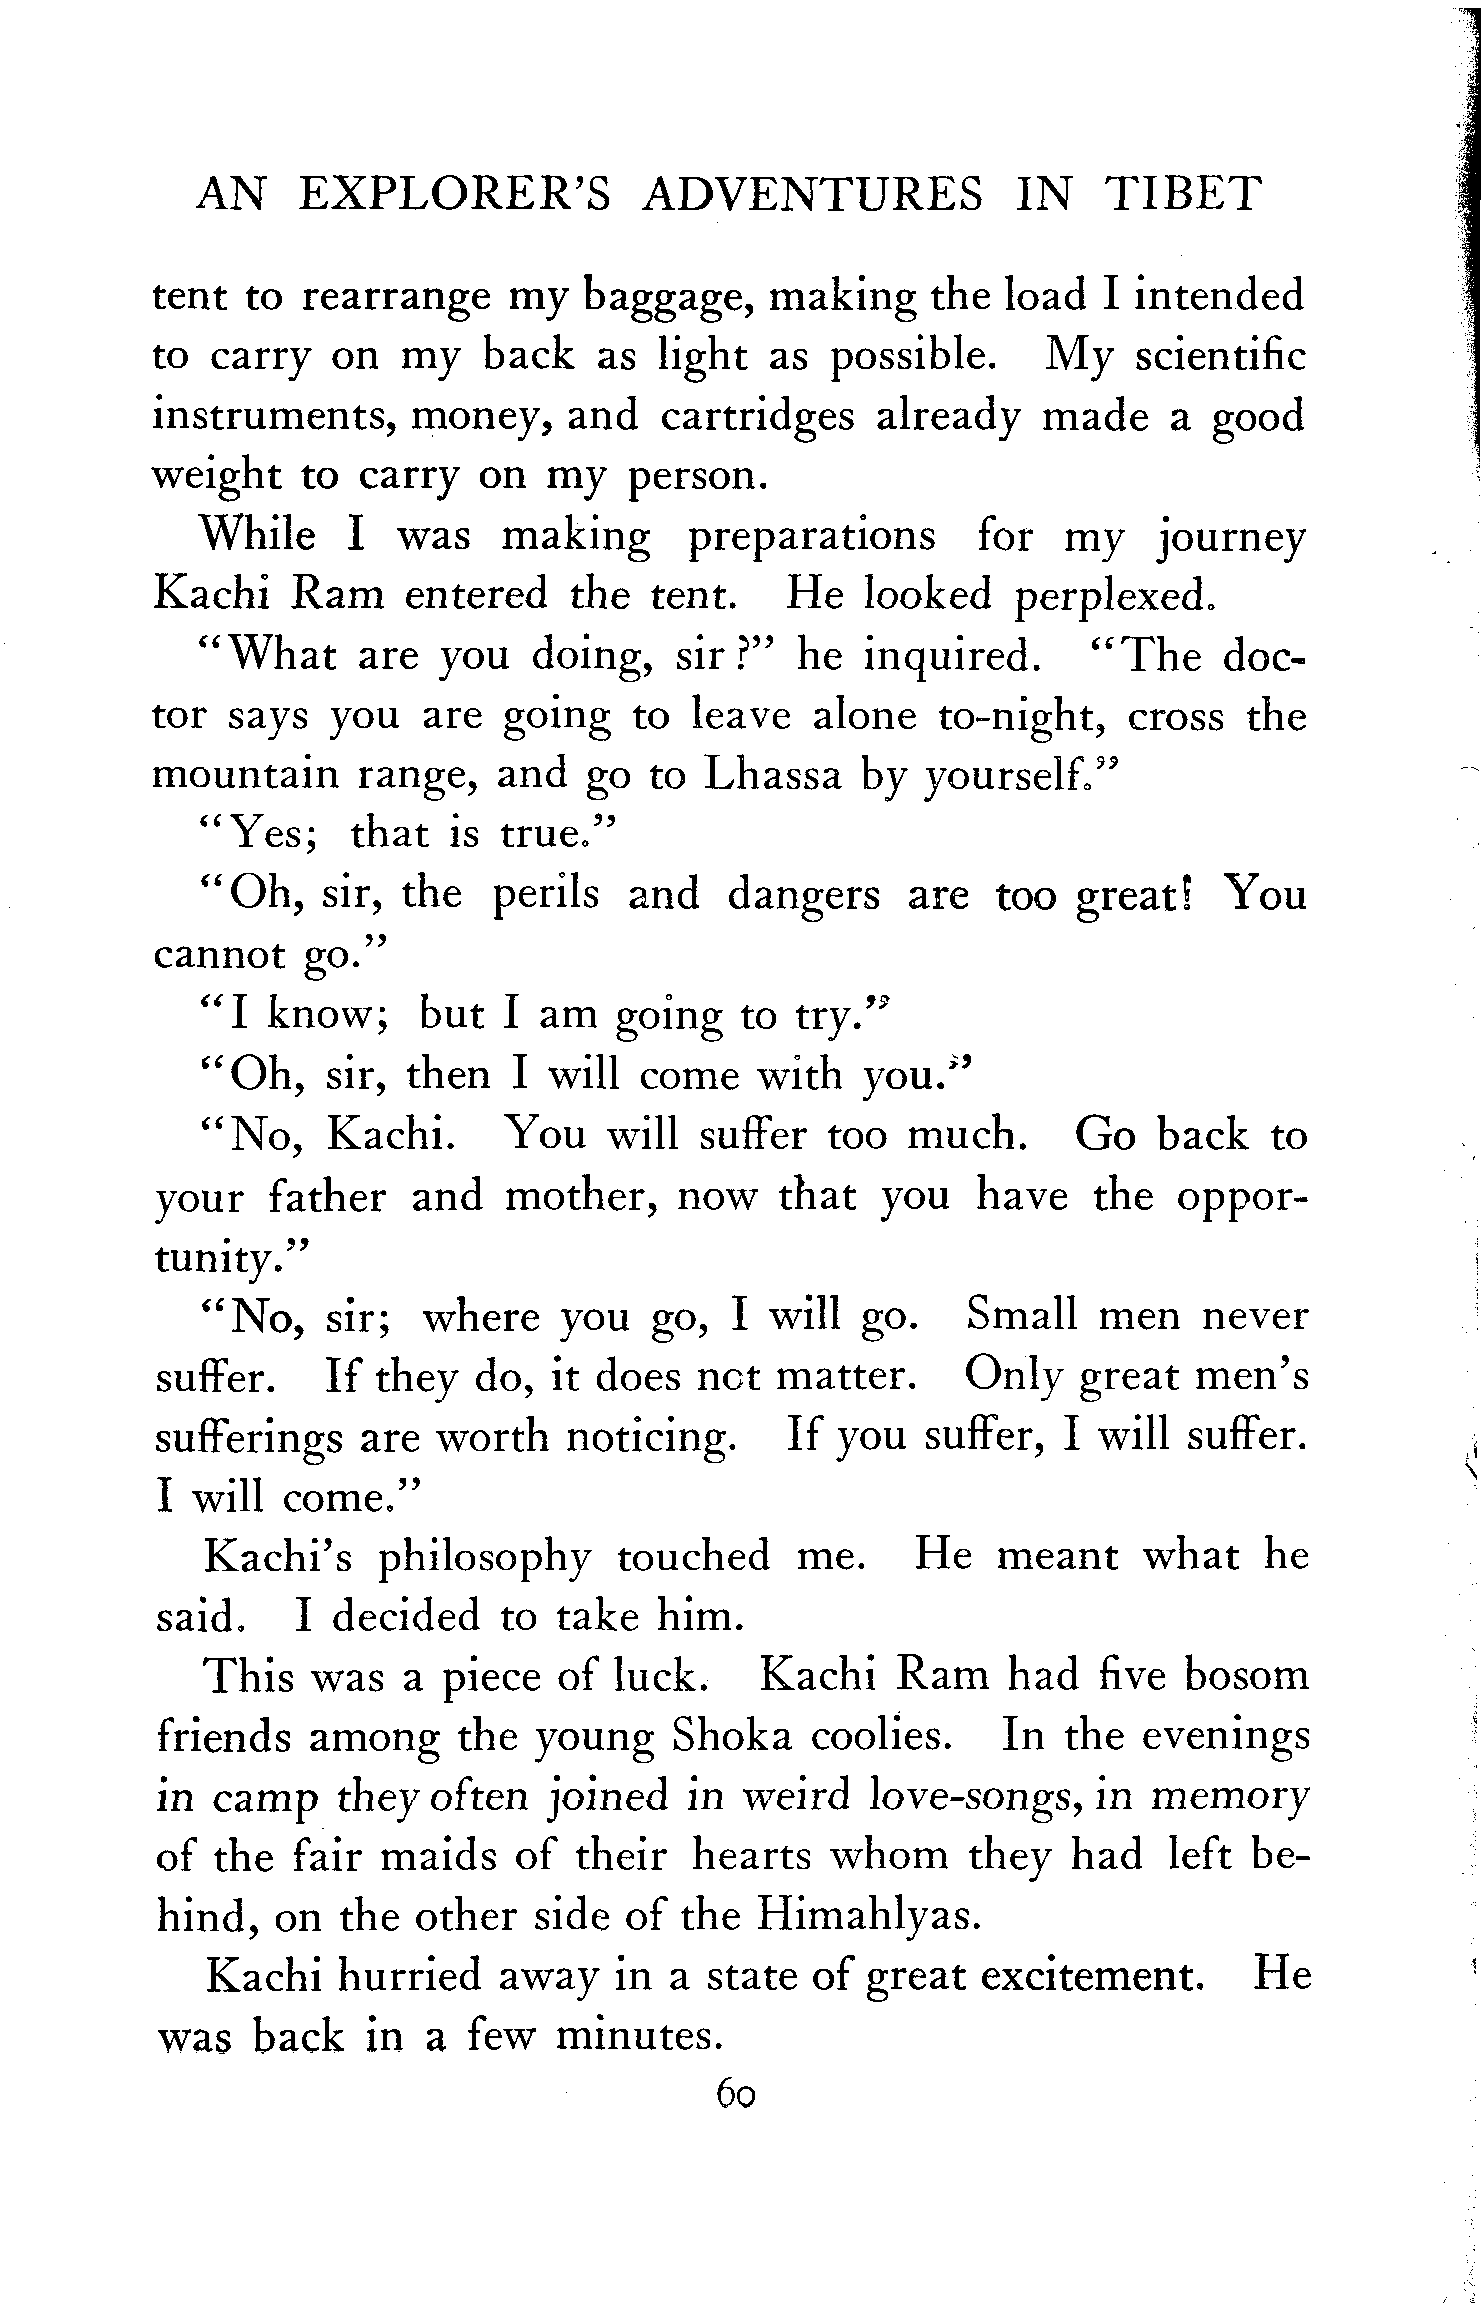 AN EXPLORER'S ADVENTURES IN TIBET
tent to rearrange my baggage, making the load I intended
to carry on my back as light as possible. My scientific
instruments, money, and cartridges already made a good
weight to carry on my person.
While I was making preparations for my journey
Kachi Ram entered the tent. He looked perplexed.
"What are you doing, sir?" he inquired. "The doc-
tor says you are going to leave alone to-night, cross the
mountain range, and go to Lhassa by yourself."
"Yes; that is true."
"Oh, sir, the perils and dangers are too great! You
cannot go."
"I know; but I am going to try."
"Oh, sir, then I will come with you."
"No, Kachi. You will suffer too much. Go back to
your father and mother, now that you have the oppor-
tunity."
"No, sir; where you go, I will go. Small men never
suffer. If they do, it does not matter. Only great men's
sufferings are worth noticing. If you suffer, I will suffer.
I will come."
Kachi's philosophy touched me. He meant what he
said. I decided to take him.
This was a piece of luck. Kachi Ram had five bosom
friends among the young Shoka coolies. In the evenings
in camp they often joined in weird love-songs, in memory
of the fair maids of their hearts whom they had left be-
hind, on the other side of the Himahlyas.
Kachi hurried away in a state of great excitement. He
was back in a few minutes.
60